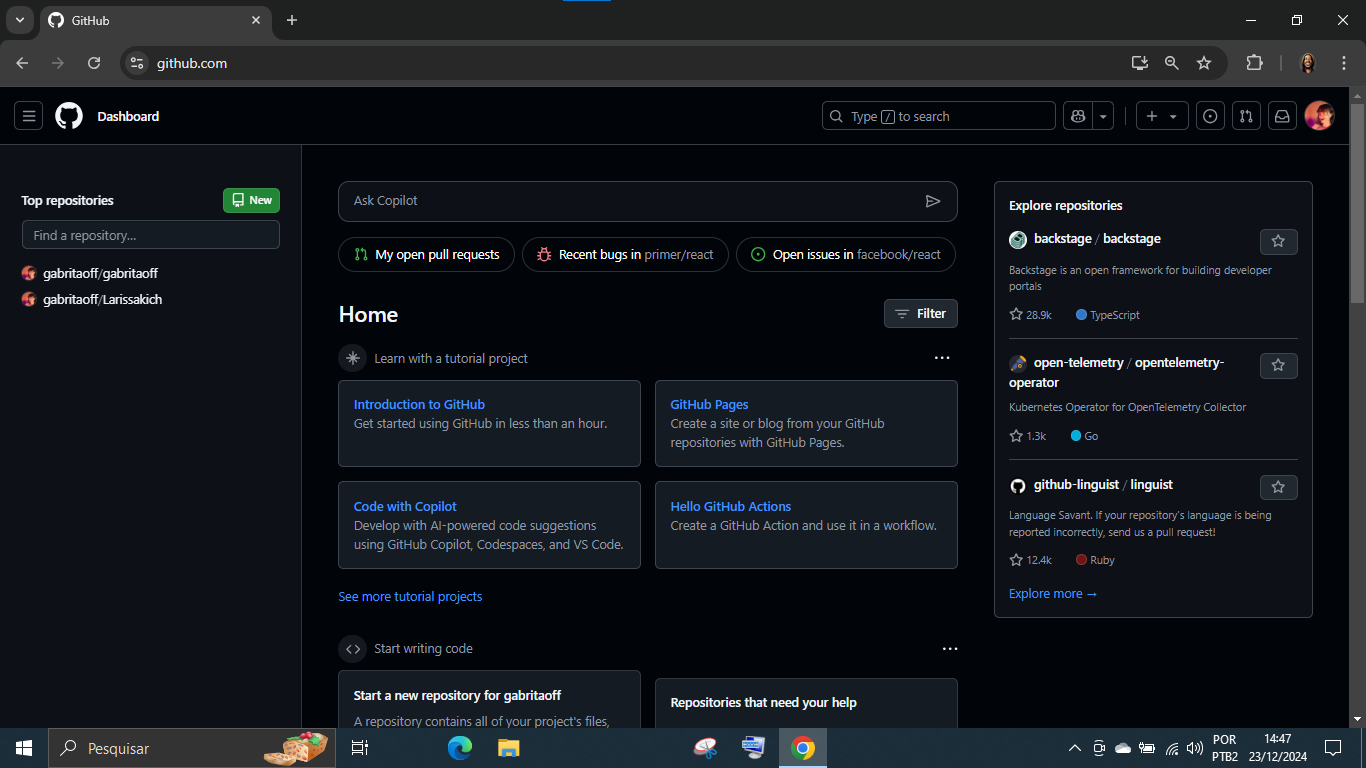 GitHub
github.com
Dashboard
Type / to search
Top repositories
New
Find a repository...
gabritaoff/gabritaoff
gabritaoff/Larissakich
Ask Copilot
My open pull requests
Recent bugs in primer/react
Open issues in facebook/react
Home
Filter
Learn with a tutorial project
Introduction to GitHub
Get started using GitHub in less than an hour.
GitHub Pages
Create a site or blog from your GitHub
repositories with GitHub Pages.
Code with Copilot
Develop with AI-powered code suggestions
using GitHub Copilot, Codespaces, and VS Code.
Hello GitHub Actions
Create a GitHub Action and use it in a workflow.
See more tutorial projects
Start writing code
Start a new repository for gabritaoff
A repository contains all of your project's files,
Repositories that need your help
Explore repositories
backstage / backstage
Backstage is an open framework for building developer
portals
28.9k TypeScript
open-telemetry / opentelemetry-
operator
Kubernetes Operator for OpenTelemetry Collector
1.3k Go
github-linguist / linguist
Language Savant. If your repository's language is being
reported incorrectly, send us a pull request!
12.4k Ruby
Explore more →
Pesquisar
POR
PTB2
14:47
23/12/2024